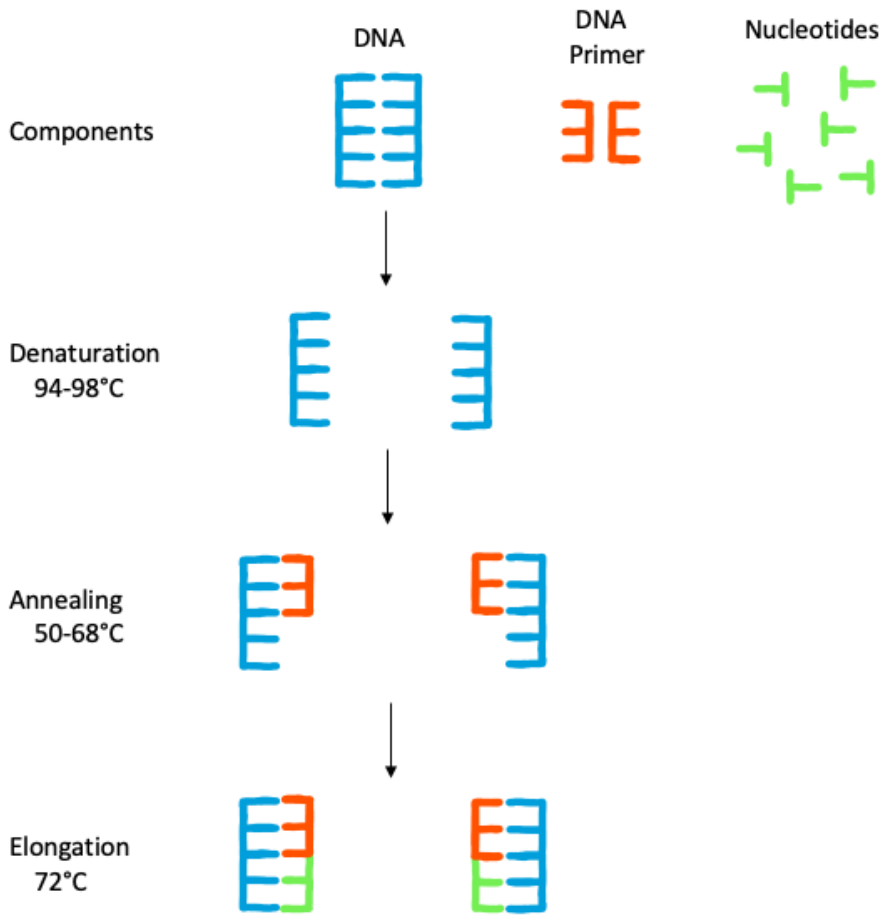 DNA
DNA
Primer
Nucleotides
Components
Denaturation
94-98°C
Annealing
50-68°C
Elongation
72°C